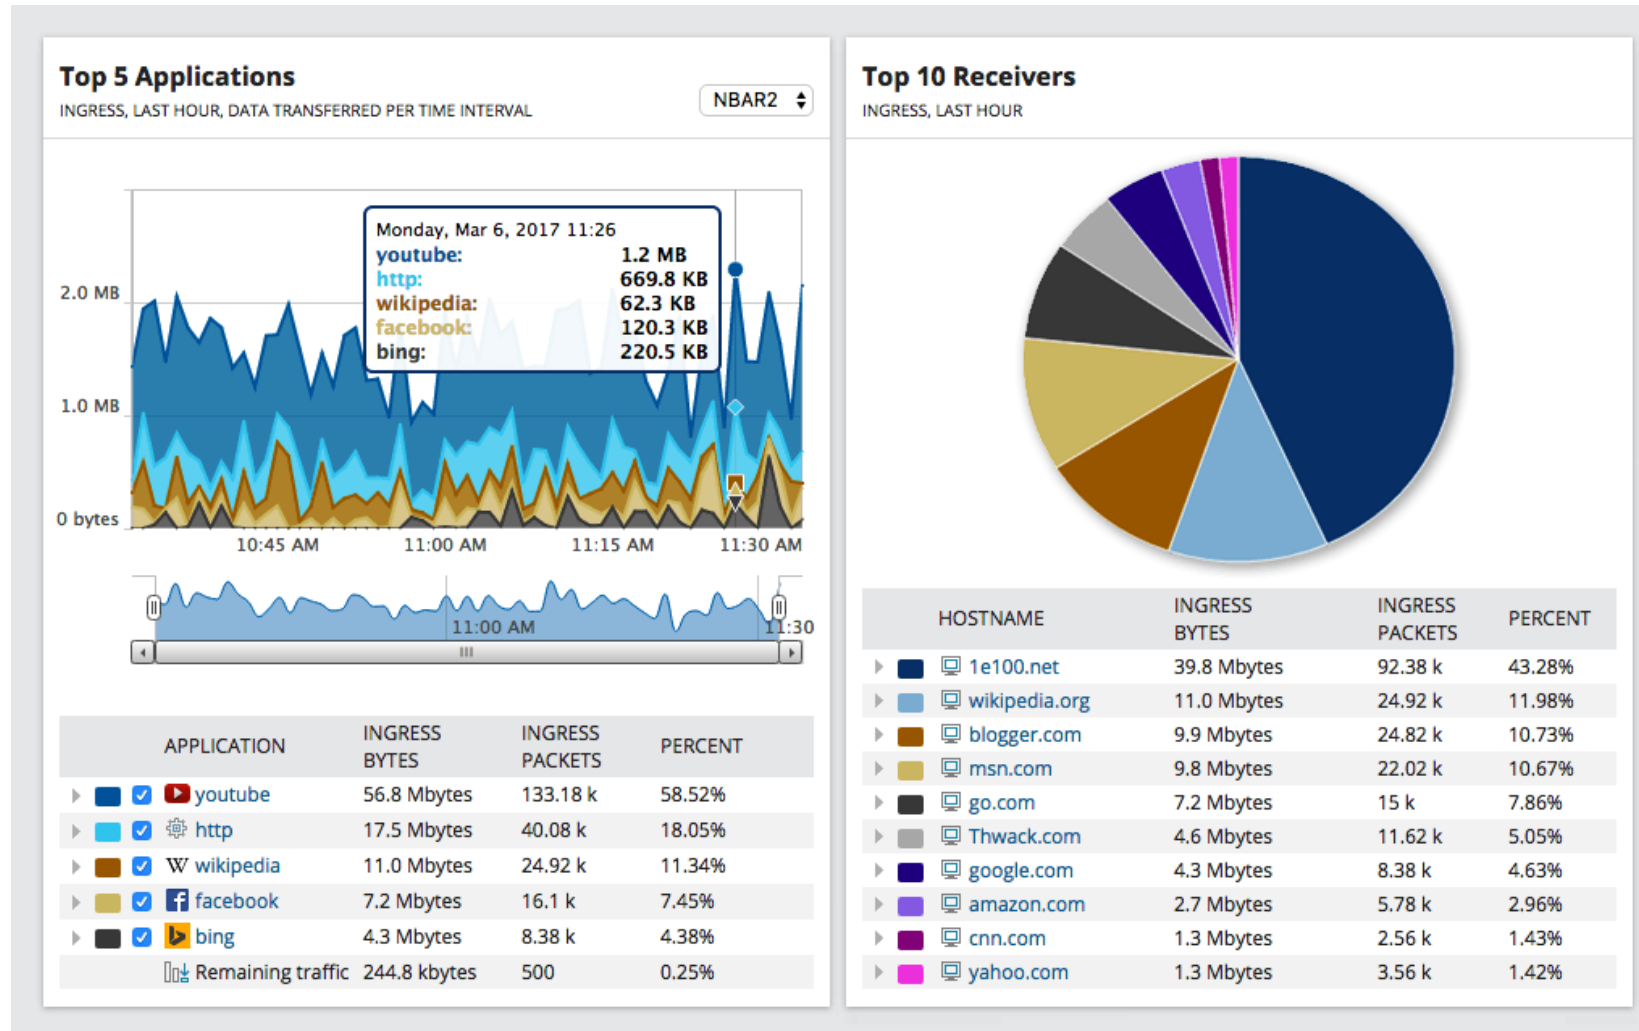 Top 5 Applications
INGRESS, LAST HOUR, DATA TRANSFERRED PER TIME INTERVAL
NBAR2
Monday, Mar 6, 2017 11:26
youtube: 1.2 MB
http: 669.8 KB
wikipedia: 62.3 KB
facebook: 120.3 KB
bing: 220.5 KB
2.0 MB
1.0 MB
0 bytes
10:45 AM 11:00 AM 11:15 AM 11:30 AM
11:00 AM 11:30
APPLICATION INGRESS BYTES INGRESS PACKETS PERCENT
youtube 56.8 Mbytes 133.18 k 58.52%
http 17.5 Mbytes 40.08 k 18.05%
W wikipedia 11.0 Mbytes 24.92 k 11.34%
f facebook 7.2 Mbytes 16.1 k 7.45%
bing 4.3 Mbytes 8.38 k 4.38%
Remaining traffic 244.8 kbytes 500 0.25%
Top 10 Receivers
INGRESS, LAST HOUR
HOSTNAME INGRESS BYTES INGRESS PACKETS PERCENT
1e100.net 39.8 Mbytes 92.38 k 43.28%
wikipedia.org 11.0 Mbytes 24.92 k 11.98%
blogger.com 9.9 Mbytes 24.82 k 10.73%
msn.com 9.8 Mbytes 22.02 k 10.67%
go.com 7.2 Mbytes 15 k 7.86%
Thwack.com 4.6 Mbytes 11.62 k 5.05%
google.com 4.3 Mbytes 8.38 k 4.63%
amazon.com 2.7 Mbytes 5.78 k 2.96%
cnn.com 1.3 Mbytes 2.56 k 1.43%
yahoo.com 1.3 Mbytes 3.56 k 1.42%